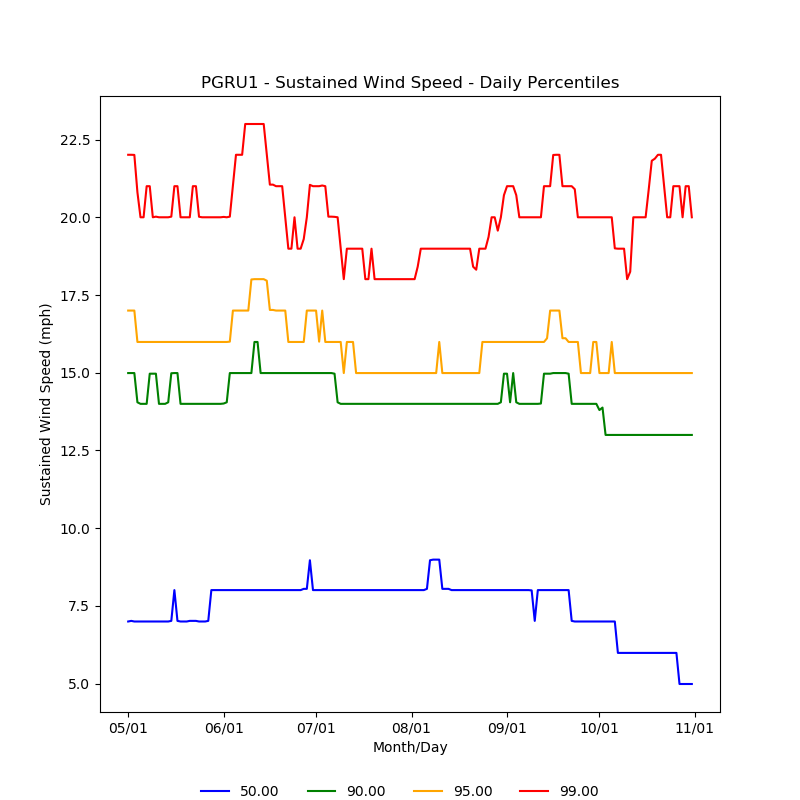 PGRU1 - Sustained Wind Speed - Daily Percentiles
22.5
20.0
17.5
15.0
12.5
10.0
7.5
5.0
Sustained Wind Speed (mph)
05/01 06/01 07/01 08/01 09/01 10/01 11/01
Month/Day
50.00 90.00 95.00 99.00